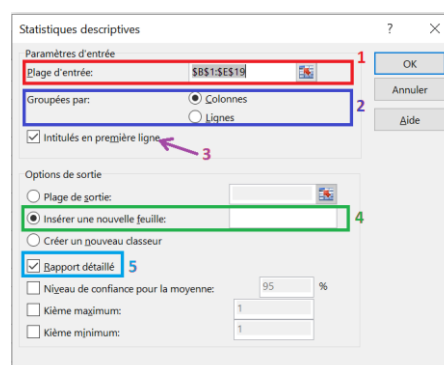 Statistiques descriptives ? ×
Paramètres d'entrée
Plage d'entrée: $B$1:$E$19 1 OK
Groupées par: Colonnes 2 Annuler
Lignes Aide
Intitulés en première ligne
3
Options de sortie
Plage de sortie:
Insérer une nouvelle feuille: 4
Créer un nouveau classeur
Rapport détaillé 5
Niveau de confiance pour la moyenne: 95 %
Kième maximum: 1
Kième minimum: 1